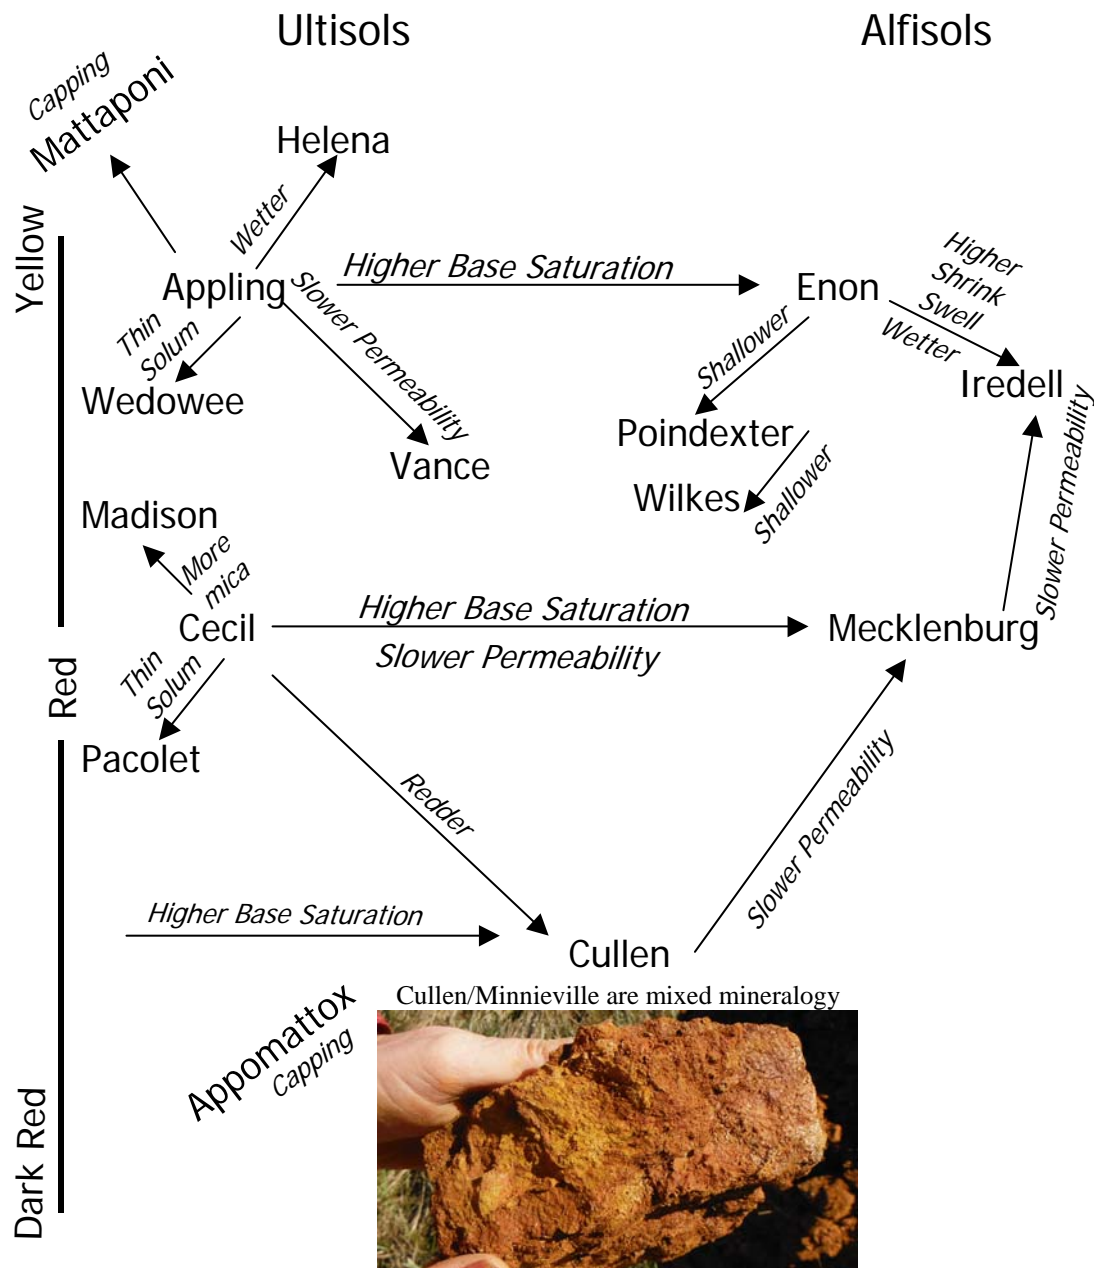 Ultisols
Alfisols
Capping
Mattaponi
Helena
Yellow
Wetter
Higher Base Saturation
Appling
Enon
Higher
Shrink
Swell
Wetter
Thin
Solum
Slower Permeability
Shallower
Iredell
Wedowee
Poindexter
Vance
Wilkes
Shallower
Slower Permeability
Madison
More
mica
Cecil
Higher Base Saturation
Slower Permeability
Mecklenburg
Red
Thin
Solum
Pacolet
Redder
Slower Permeability
Higher Base Saturation
Cullen
Cullen/Minnieville are mixed mineralogy
Appomattox
Capping
Dark Red